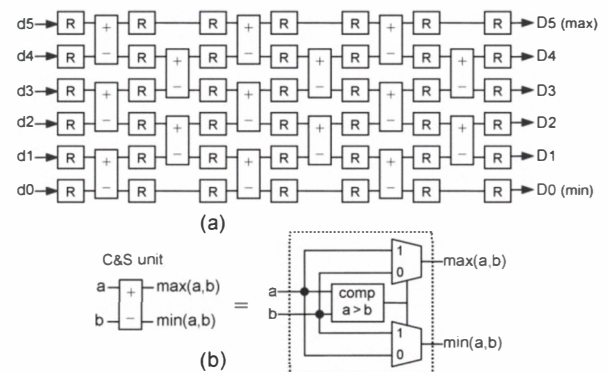 d5 R + R R + R R + R R D5 (max)
d4 R − R + R − R + R − R + R D4
d3 R + R − R + R − R + R − R D3
d2 R − R + R − R + R − R + R D2
d1 R + R − R + R − R + R − R D1
d0 R − R R − R R − R R D0 (min)
(a)
C&S unit
a + max(a,b)
b − min(a,b)
=
1
0
max(a,b)
a
b
comp
a>b
1
0
min(a,b)
(b)